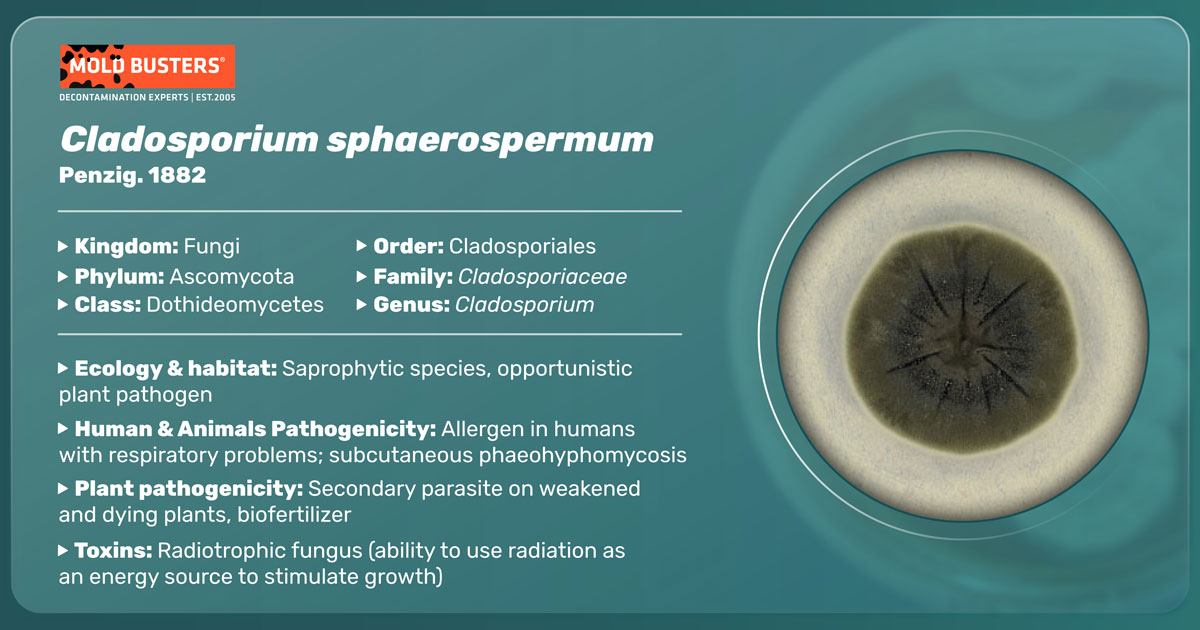 MOLD BUSTERS®
DECONTAMINATION EXPERTS | EST.2005
Cladosporium sphaerospermum
Penzig. 1882
Kingdom: Fungi
Phylum: Ascomycota
Class: Dothideomycetes
Order: Cladosporiales
Family: Cladosporiaceae
Genus: Cladosporium
Ecology & habitat: Saprophytic species, opportunistic
plant pathogen
Human & Animals Pathogenicity: Allergen in humans
with respiratory problems; subcutaneous phaeohyphomycosis
Plant pathogenicity: Secondary parasite on weakened
and dying plants, biofertilizer
Toxins: Radiotrophic fungus (ability to use radiation as
an energy source to stimulate growth)